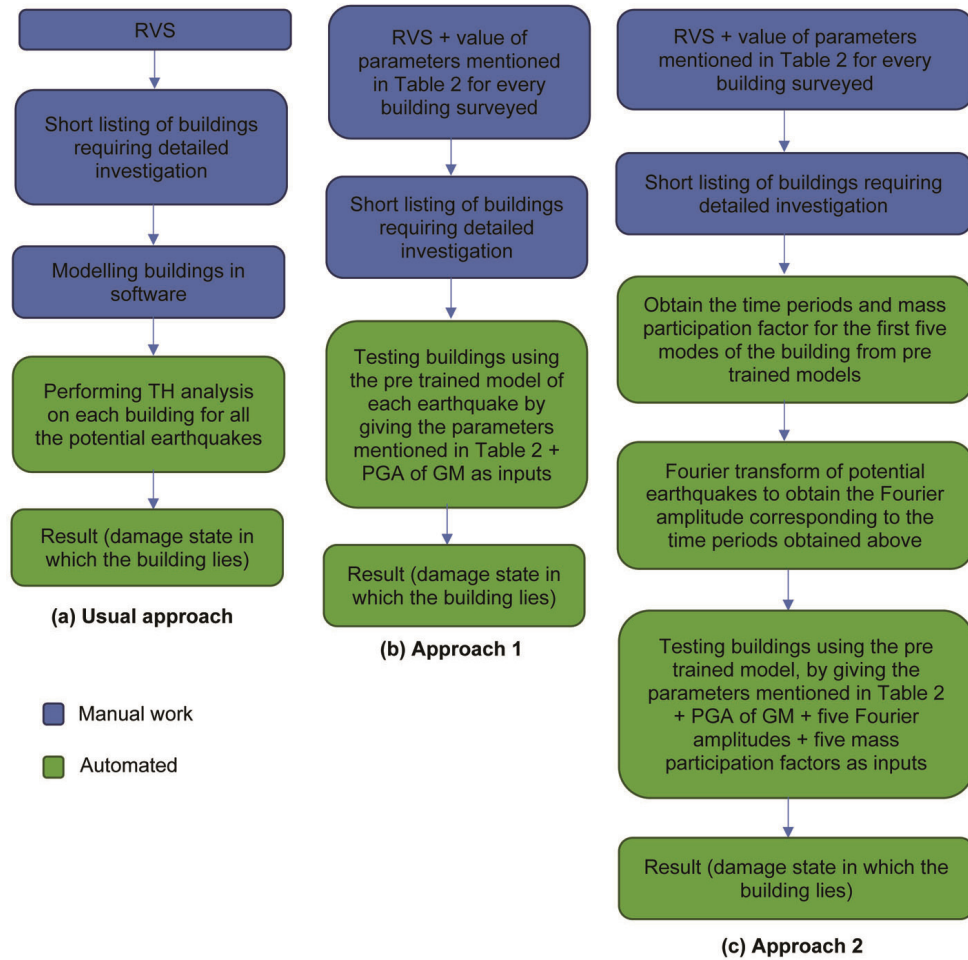 RVS
Short listing of buildings
requiring detailed
investigation
Modelling buildings in
software
Performing TH analysis
on each building for all
the potential earthquakes
Result (damage state in
which the building lies)
(a) Usual approach
Manual work
Automated
RVS + value of
parameters mentioned
in Table 2 for every
building surveyed
Short listing of buildings
requiring detailed
investigation
Testing buildings using
the pre trained model of
each earthquake by
giving the parameters
mentioned in Table 2 +
PGA of GM as inputs
Result (damage state in
which the building lies)
(b) Approach 1
RVS + value of parameters
mentioned in Table 2 for every
building surveyed
Short listing of buildings requiring
detailed investigation
Obtain the time periods and mass
participation factor for the first five
modes of the building from pre
trained models
Fourier transform of potential
earthquakes to obtain the Fourier
amplitude corresponding to the
time periods obtained above
Testing buildings using the pre
trained model, by giving the
parameters mentioned in Table 2
+ PGA of GM + five Fourier
amplitudes + five mass
participation factors as inputs
Result (damage state in which the
building lies)
(c) Approach 2